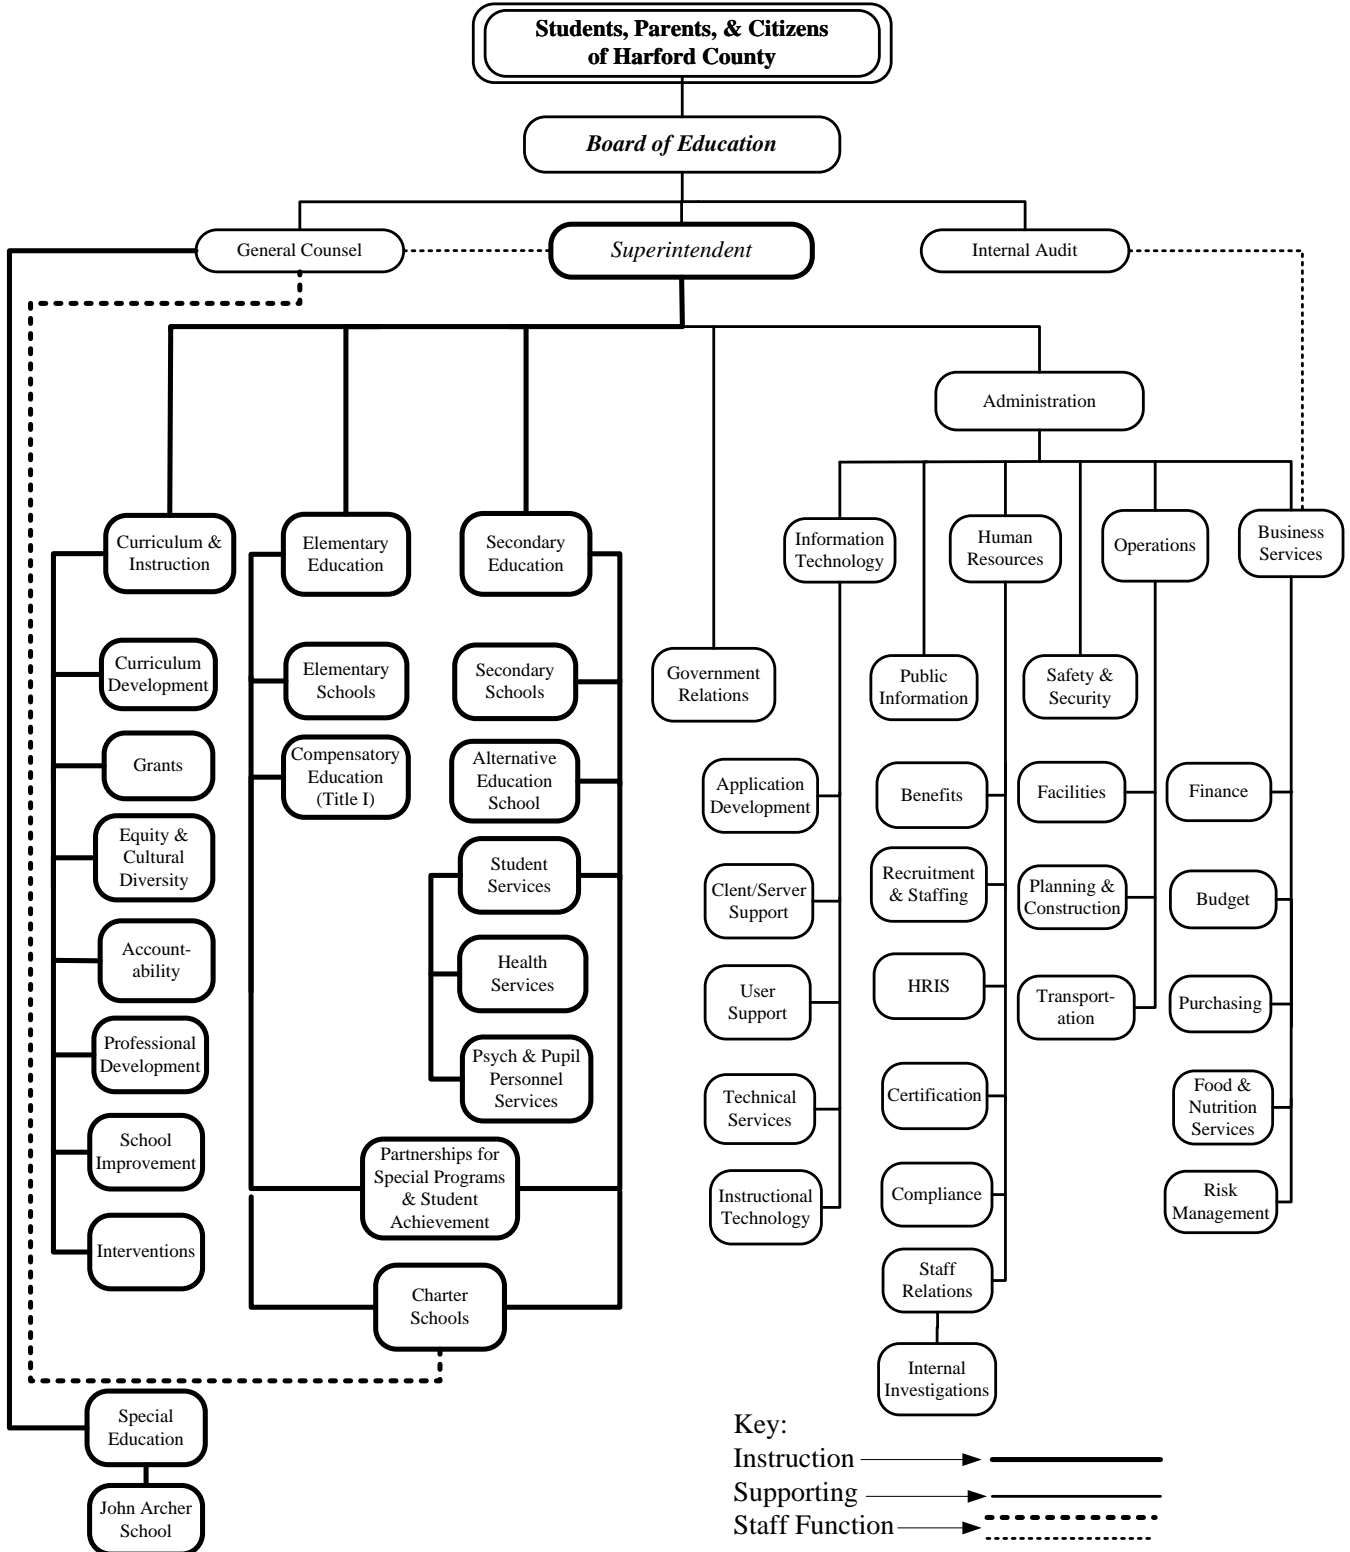 Students, Parents, & Citizens
of Harford County
Board of Education
General Counsel
Superintendent
Internal Audit
Administration
Curriculum &
Instruction
Elementary
Education
Secondary
Education
Information
Technology
Human
Resources
Operations
Business
Services
Curriculum
Development
Elementary
Schools
Secondary
Schools
Government
Relations
Public
Information
Safety &
Security
Grants
Compensatory
Education
(Title I)
Alternative
Education
School
Application
Development
Benefits
Facilities
Finance
Equity &
Cultural
Diversity
Student
Services
Clent/Server
Support
Recruitment
& Staffing
Planning &
Construction
Budget
Account-
ability
Health
Services
User
Support
HRIS
Transport-
ation
Purchasing
Professional
Development
Psych & Pupil
Personnel
Services
Technical
Services
Certification
Food &
Nutrition
Services
School
Improvement
Partnerships for
Special Programs
& Student
Achievement
Instructional
Technology
Compliance
Risk
Management
Interventions
Charter
Schools
Staff
Relations
Internal
Investigations
Special
Education
John Archer
School
Key:
Instruction
Supporting
Staff Function